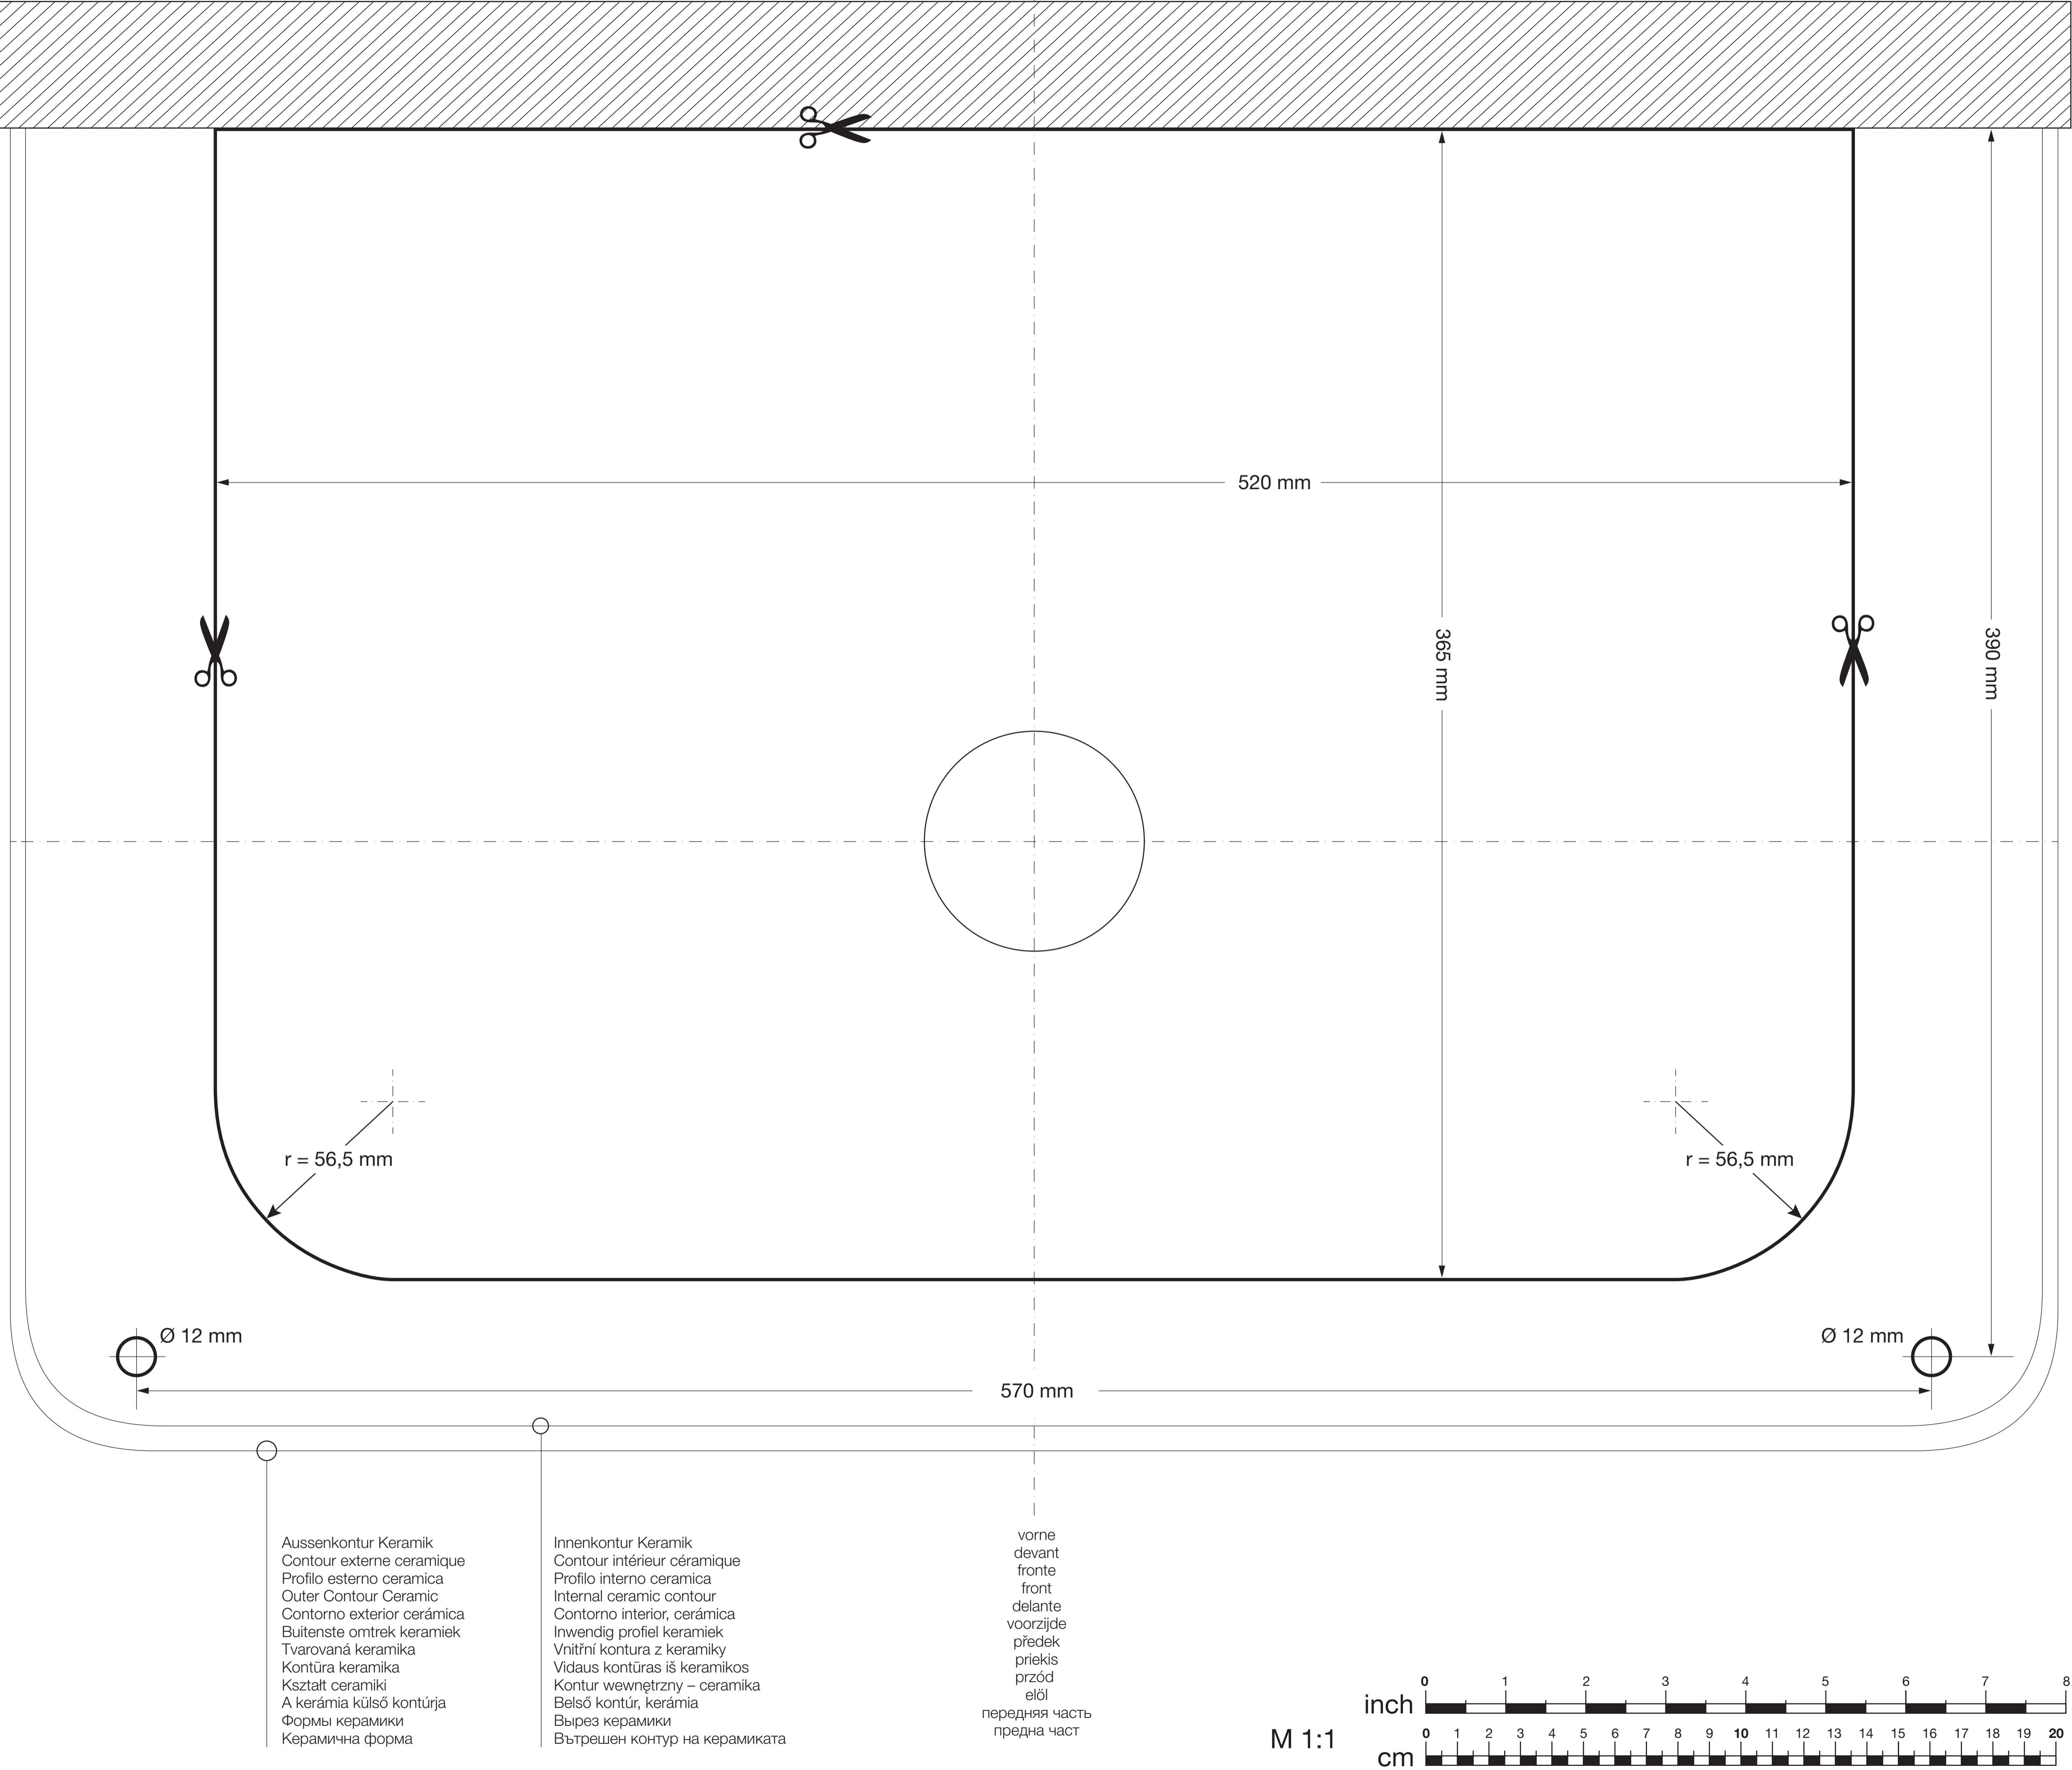 520 mm
365 mm
390 mm
r = 56,5 mm
r = 56,5 mm
Ø 12 mm
Ø 12 mm
570 mm
Aussenkontur Keramik
Contour externe ceramique
Profilo esterno ceramica
Outer Contour Ceramic
Contorno exterior cerámica
Buitenste omtrek keramiek
Tvarovaná keramika
Kontūra keramika
Kształt ceramiki
A kerámia külső kontúrja
Формы керамики
Керамична форма
Innenkontur Keramik
Contour intérieur céramique
Profilo interno ceramica
Internal ceramic contour
Contorno interior, cerámica
Inwendig profiel keramiek
Vnitřní kontura z keramiky
Vidaus kontūras iš keramikos
Kontur wewnętrzny – ceramika
Belső kontúr, kerámia
Вырез керамики
Вътрешен контур на керамиката
vorne
devant
fronte
front
delante
voorzijde
předek
priekis
przód
elöl
передняя часть
предна част
M 1:1
inch
0 1 2 3 4 5 6 7 8
cm
0 1 2 3 4 5 6 7 8 9 10 11 12 13 14 15 16 17 18 19 20